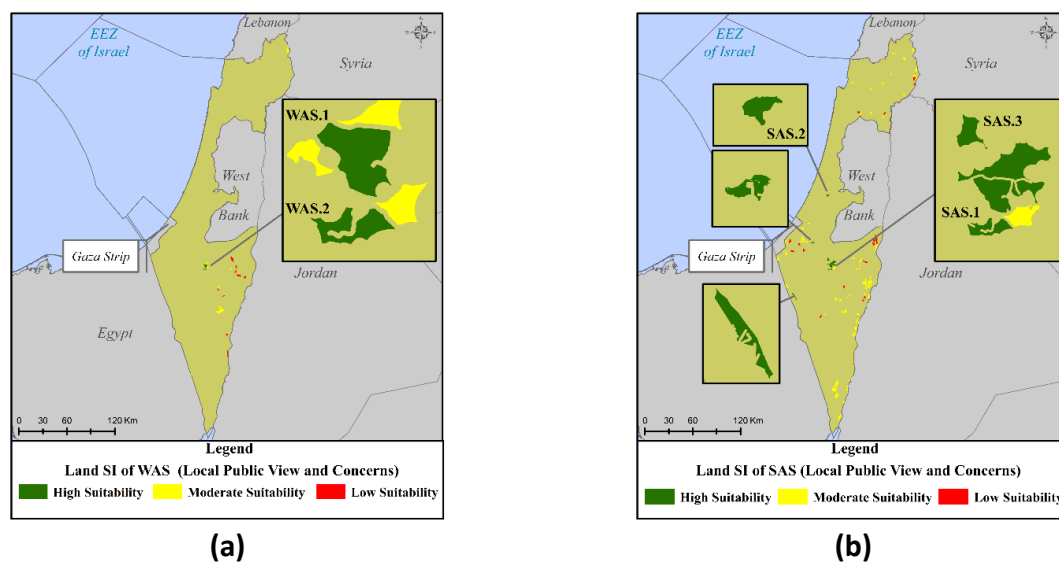 Lebanon
EEZ
of Israel
Syria
WAS.1
West
WAS.2
Bank
Gaza Strip
Jordan
Egypt
0 30 60 90 120 Km
Legend
Land SI of WAS (Local Public View and Concerns)
High Suitability Moderate Suitability Low Suitability
(a)
Lebanon
EEZ
of Israel
Syria
SAS.3
SAS.2
West
Bank
SAS.1
Gaza Strip
Jordan
Egypt
0 30 60 90 120 Km
Legend
Land SI of SAS (Local Public View and Concerns)
High Suitability Moderate Suitability Low Suitability
(b)